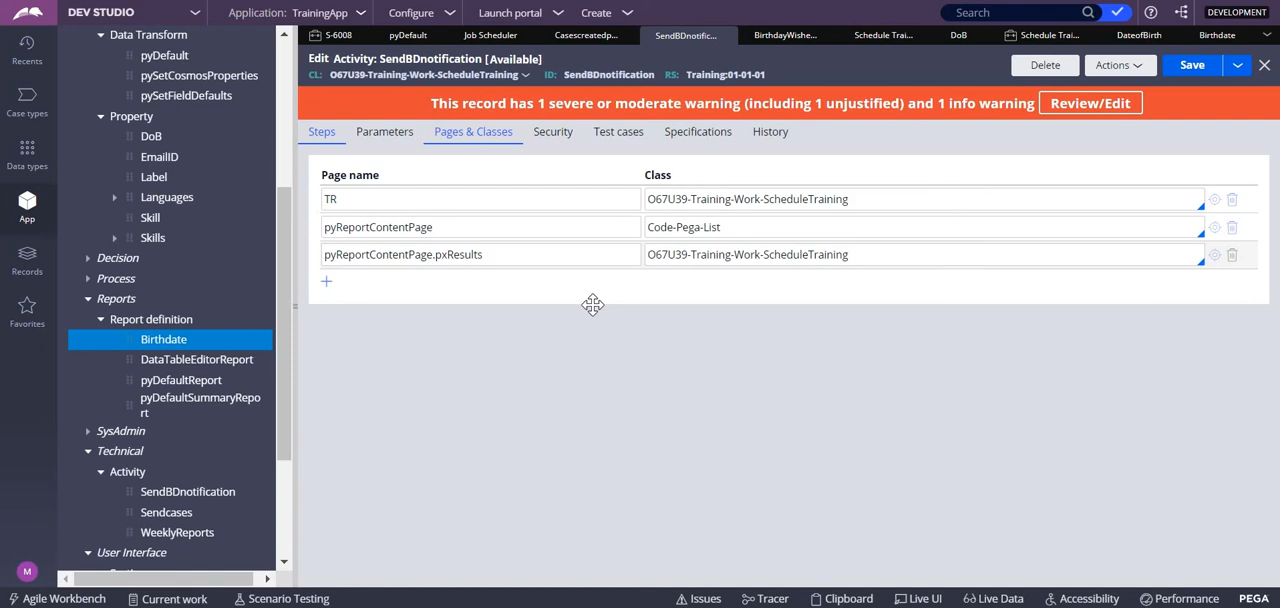 DEV STUDIO
Application: TrainingApp
Configure
Launch portal
Create
Search
DEVELOPMENT
S-6008
pyDefault
Job Scheduler
Casescreatedp...
SendBDnotific...
BirthdayWishe...
Schedule Trai...
DoB
Schedule Trai...
DateofBirth
Birthdate
Recents
Case types
Data types
App
Records
Favorites
M
Data Transform
pyDefault
pySetCosmosProperties
pySetFieldDefaults
Property
DoB
EmailID
Label
Languages
Skill
Skills
Decision
Process
Reports
Report definition
Birthdate
DataTableEditorReport
pyDefaultReport
pyDefaultSummaryRepo
rt
SysAdmin
Technical
Activity
SendBDnotification
Sendcases
WeeklyReports
User Interface
Edit Activity: SendBDnotification [Available]
CL: O67U39-Training-Work-ScheduleTraining ID: SendBDnotification RS: Training:01-01-01
Delete
Actions
Save
This record has 1 severe or moderate warning (including 1 unjustified) and 1 info warning
Review/Edit
Steps
Parameters
Pages & Classes
Security
Test cases
Specifications
History
Page name
Class
TR
O67U39-Training-Work-ScheduleTraining
pyReportContentPage
Code-Pega-List
pyReportContentPage.pxResults
O67U39-Training-Work-ScheduleTraining
Agile Workbench
Current work
Scenario Testing
Issues
Tracer
Clipboard
Live UI
Live Data
Accessibility
Performance
PEGA